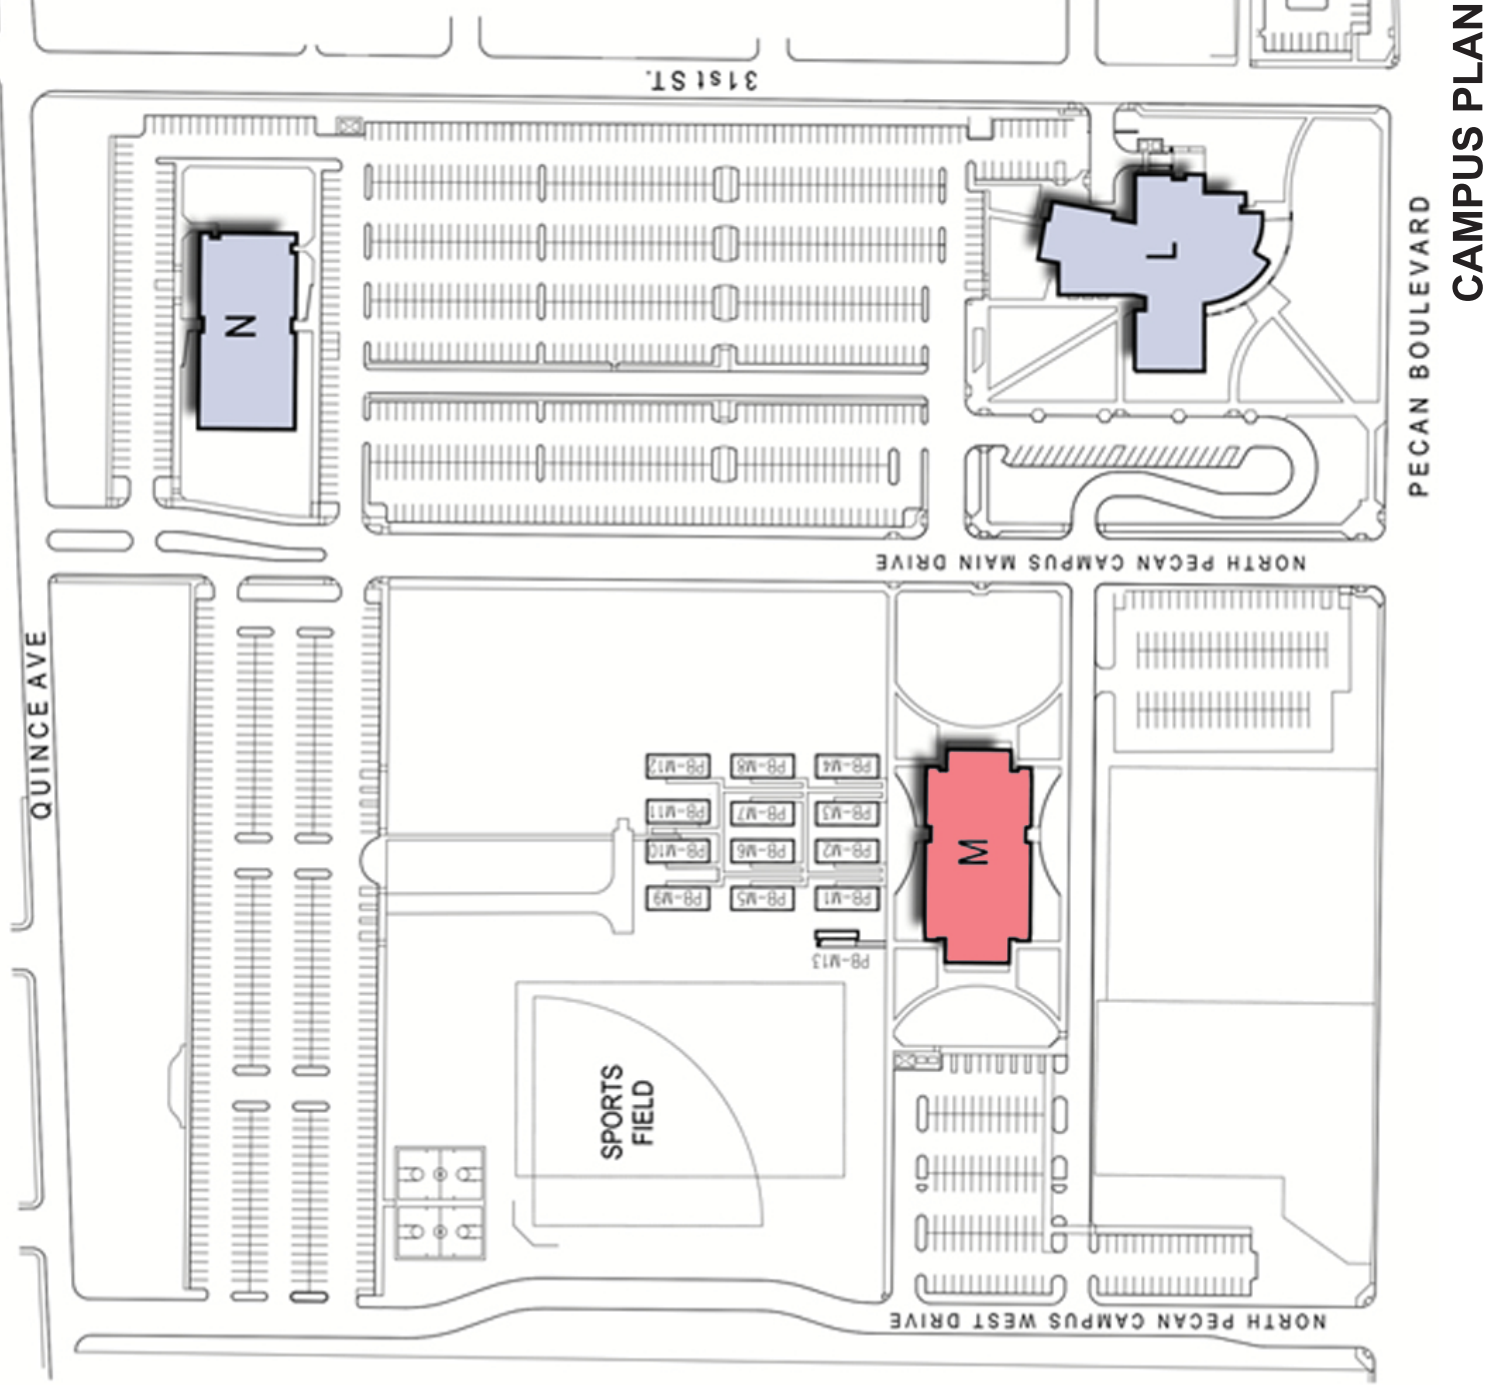 CAMPUS PLAN
31st ST.
PECAN BOULEVARD
L
N
NORTH PECAN CAMPUS MAIN DRIVE
QUINCE AVE
PB-M12
PB-M8
PB-M4
PB-M11
PB-M7
PB-M3
PB-M10
PB-M6
PB-M2
PB-M9
PB-M5
PB-M1
PB-M13
M
SPORTS
FIELD
NORTH PECAN CAMPUS WEST DRIVE